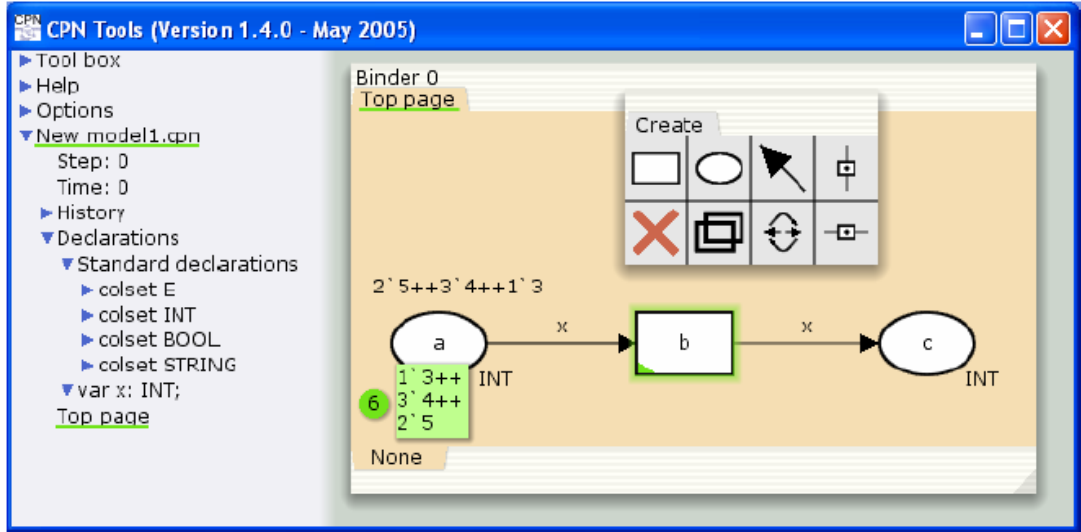 CPN Tools (Version 1.4.0 - May 2005)
Tool box
Help
Options
New model1.cpn
Step: 0
Time: 0
History
Declarations
Standard declarations
colset E
colset INT
colset BOOL
colset STRING
var x: INT;
Top page
Binder 0
Top page
Create
2`5++3`4++1`3
a
x
b
x
c
INT
INT
6
1`3++
3`4++
2`5
None